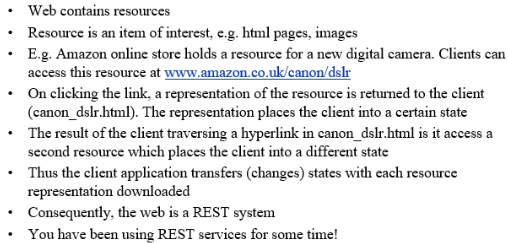 • Web contains resources
• Resource is an item of interest, e.g. html pages, images
• E.g. Amazon online store holds a resource for a new digital camera. Clients can
access this resource at www.amazon.co.uk/canon/dslr
• On clicking the link, a representation of the resource is returned to the client
(canon_dslr.html). The representation places the client into a certain state
• The result of the client traversing a hyperlink in canon_dslr.html is it access a
second resource which places the client into a different state
• Thus the client application transfers (changes) states with each resource
representation downloaded
• Consequently, the web is a REST system
• You have been using REST services for some time!